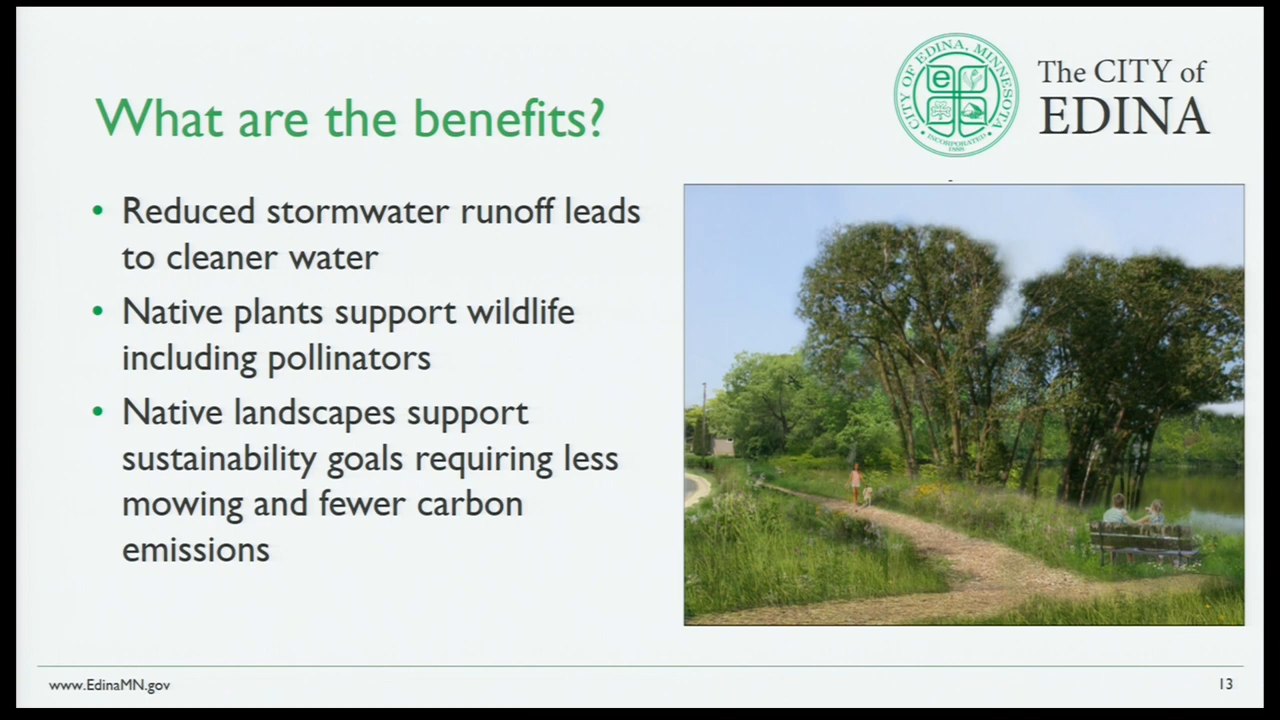 What are the benefits?
CITY OF EDINA, MINNESOTA
e
INCORPORATED
1888
The CITY of
EDINA
• Reduced stormwater runoff leads
to cleaner water
• Native plants support wildlife
including pollinators
• Native landscapes support
sustainability goals requiring less
mowing and fewer carbon
emissions
www.EdinaMN.gov
13